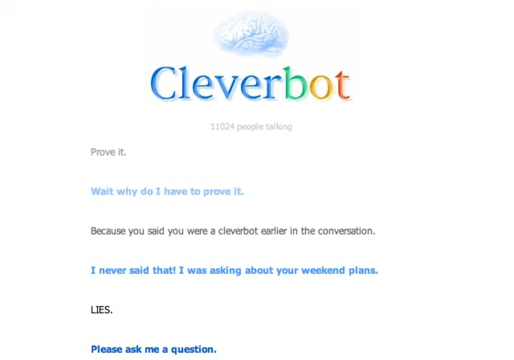 Cleverbot
11024 people talking
Prove it.
Wait why do I have to prove it.
Because you said you were a cleverbot earlier in the conversation.
I never said that! I was asking about your weekend plans.
LIES.
Please ask me a question.